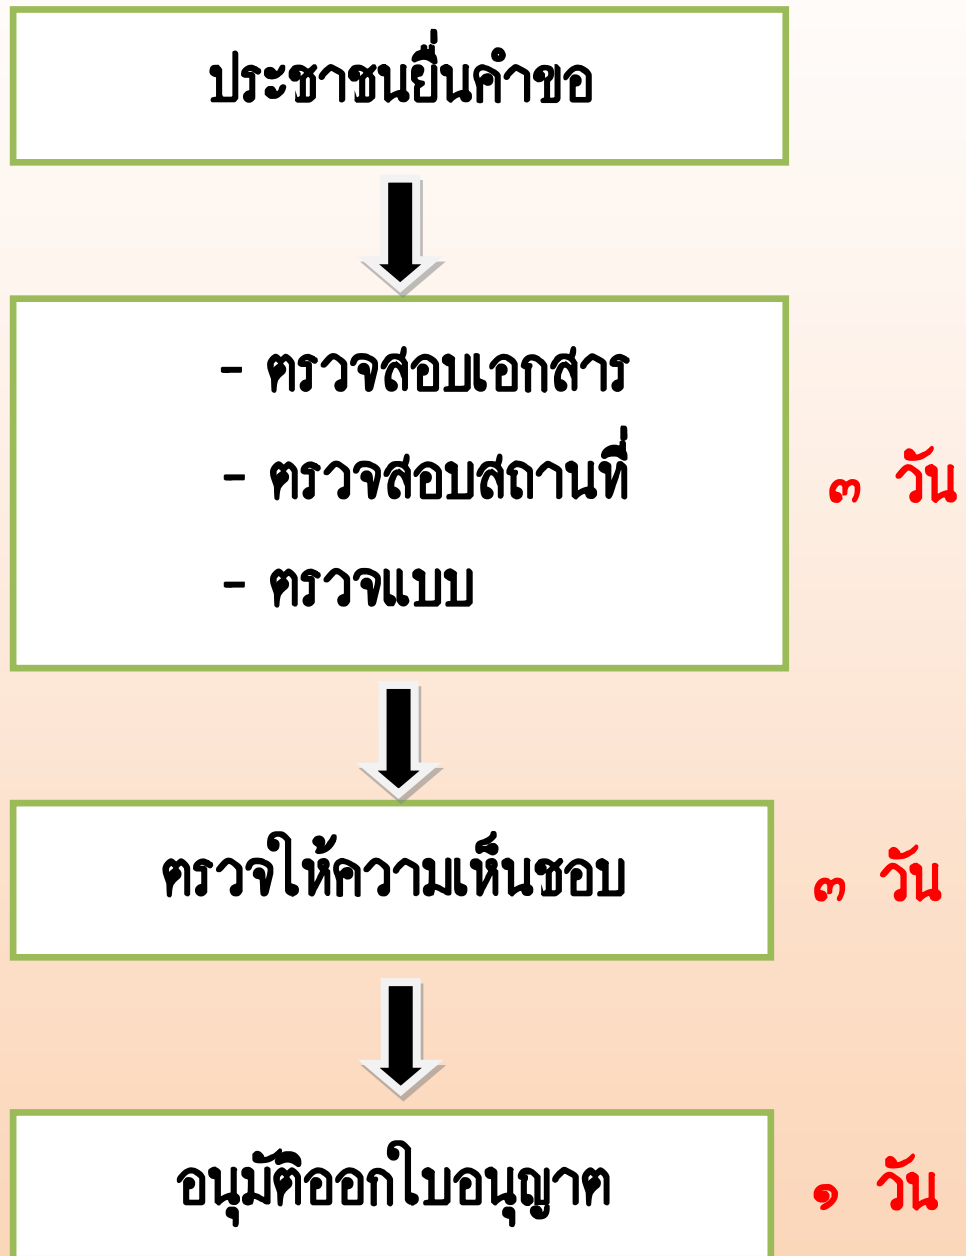 ประชาชนยื่นคำขอ
- ตรวจสอบเอกสาร
- ตรวจสอบสถานที่
- ตรวจแบบ
๓ วัน
ตรวจให้ความเห็นชอบ
๓ วัน
อนุมัติออกใบอนุญาต
๑ วัน